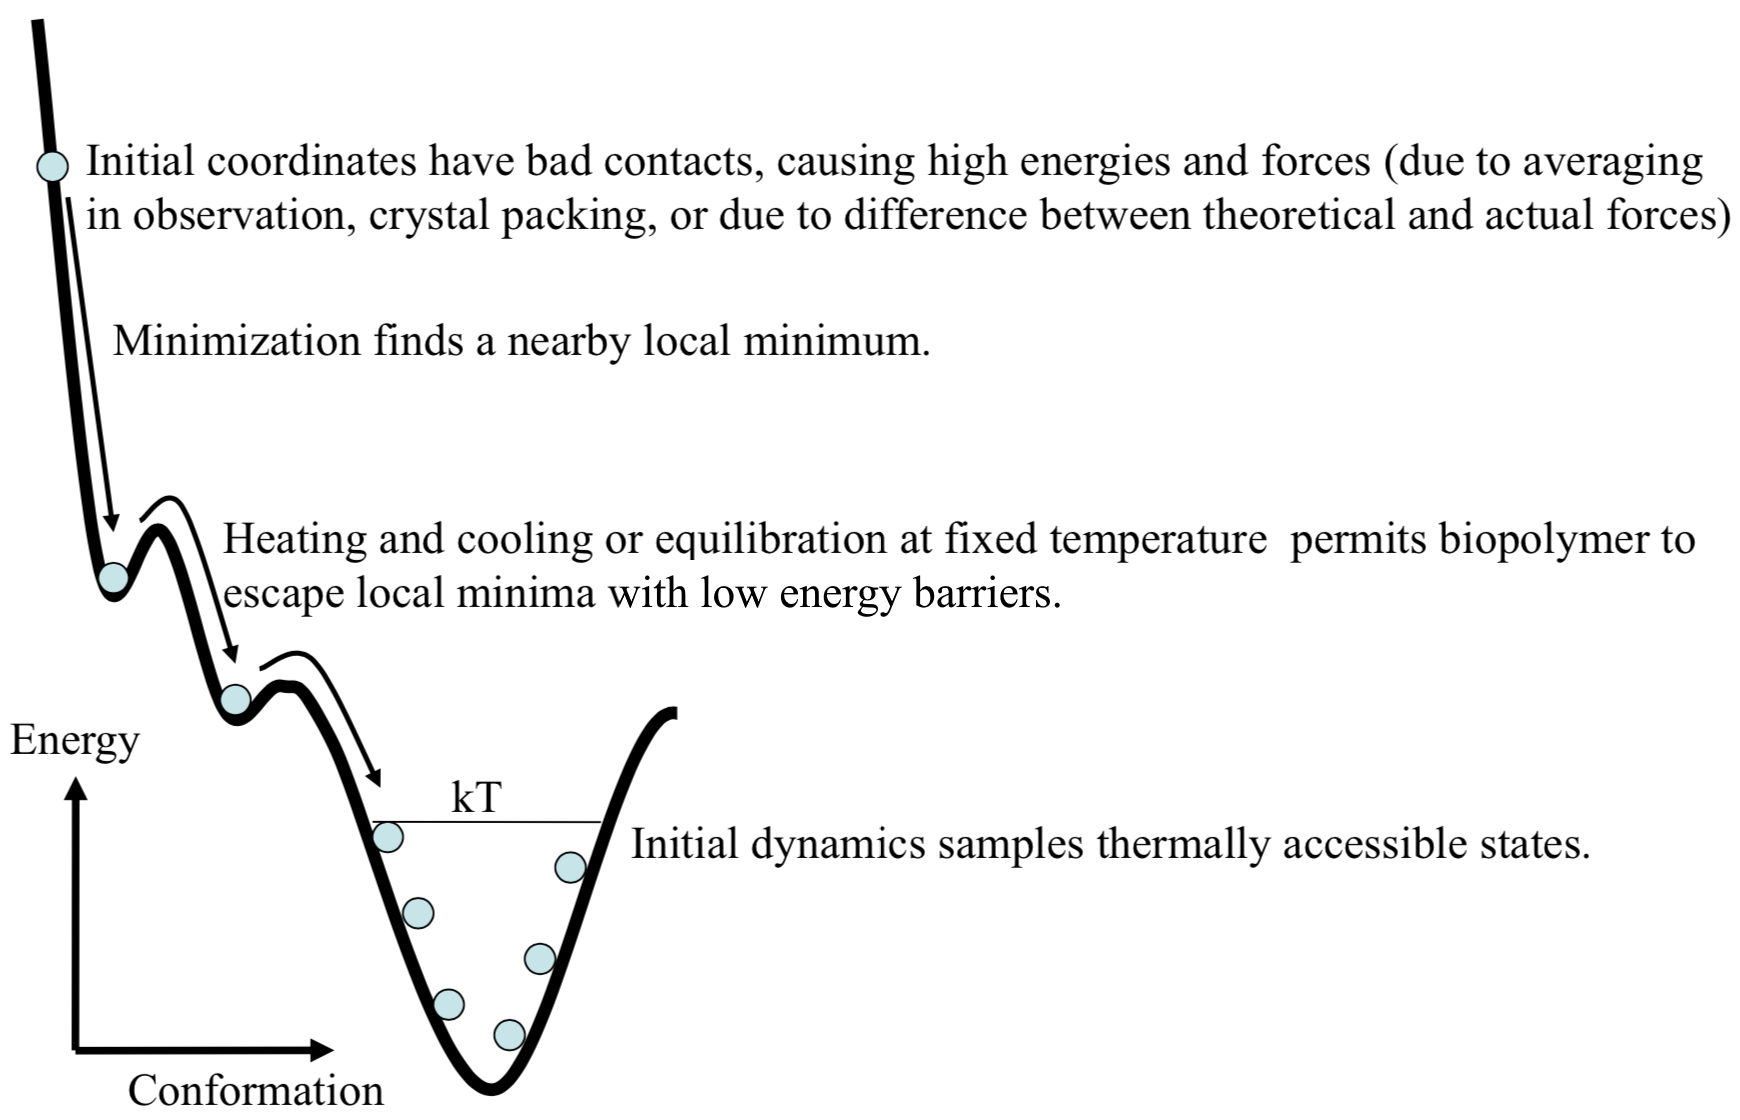 Initial coordinates have bad contacts, causing high energies and forces (due to averaging
in observation, crystal packing, or due to difference between theoretical and actual forces)
Minimization finds a nearby local minimum.
Heating and cooling or equilibration at fixed temperature  permits biopolymer to
escape local minima with low energy barriers.
Energy
kT
Initial dynamics samples thermally accessible states.
Conformation